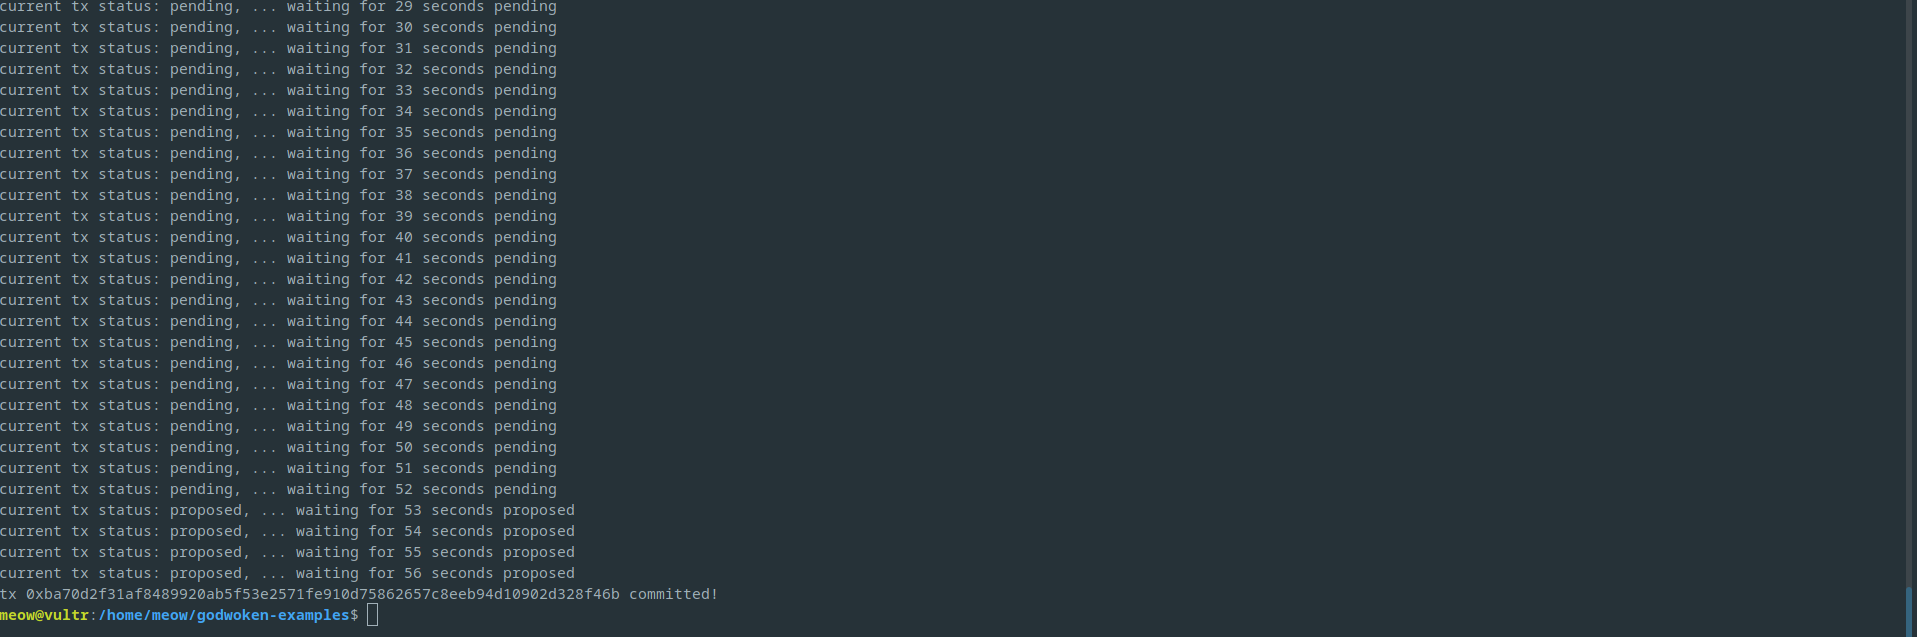 current tx status: pending, ... waiting for 29 seconds pending
current tx status: pending, ... waiting for 30 seconds pending
current tx status: pending, ... waiting for 31 seconds pending
current tx status: pending, ... waiting for 32 seconds pending
current tx status: pending, ... waiting for 33 seconds pending
current tx status: pending, ... waiting for 34 seconds pending
current tx status: pending, ... waiting for 35 seconds pending
current tx status: pending, ... waiting for 36 seconds pending
current tx status: pending, ... waiting for 37 seconds pending
current tx status: pending, ... waiting for 38 seconds pending
current tx status: pending, ... waiting for 39 seconds pending
current tx status: pending, ... waiting for 40 seconds pending
current tx status: pending, ... waiting for 41 seconds pending
current tx status: pending, ... waiting for 42 seconds pending
current tx status: pending, ... waiting for 43 seconds pending
current tx status: pending, ... waiting for 44 seconds pending
current tx status: pending, ... waiting for 45 seconds pending
current tx status: pending, ... waiting for 46 seconds pending
current tx status: pending, ... waiting for 47 seconds pending
current tx status: pending, ... waiting for 48 seconds pending
current tx status: pending, ... waiting for 49 seconds pending
current tx status: pending, ... waiting for 50 seconds pending
current tx status: pending, ... waiting for 51 seconds pending
current tx status: pending, ... waiting for 52 seconds pending
current tx status: proposed, ... waiting for 53 seconds proposed
current tx status: proposed, ... waiting for 54 seconds proposed
current tx status: proposed, ... waiting for 55 seconds proposed
current tx status: proposed, ... waiting for 56 seconds proposed
tx 0xba70d2f31af8489920ab5f53e2571fe910d75862657c8eeb94d10902d328f46b committed!
meow@vultr:/home/meow/godwoken-examples$